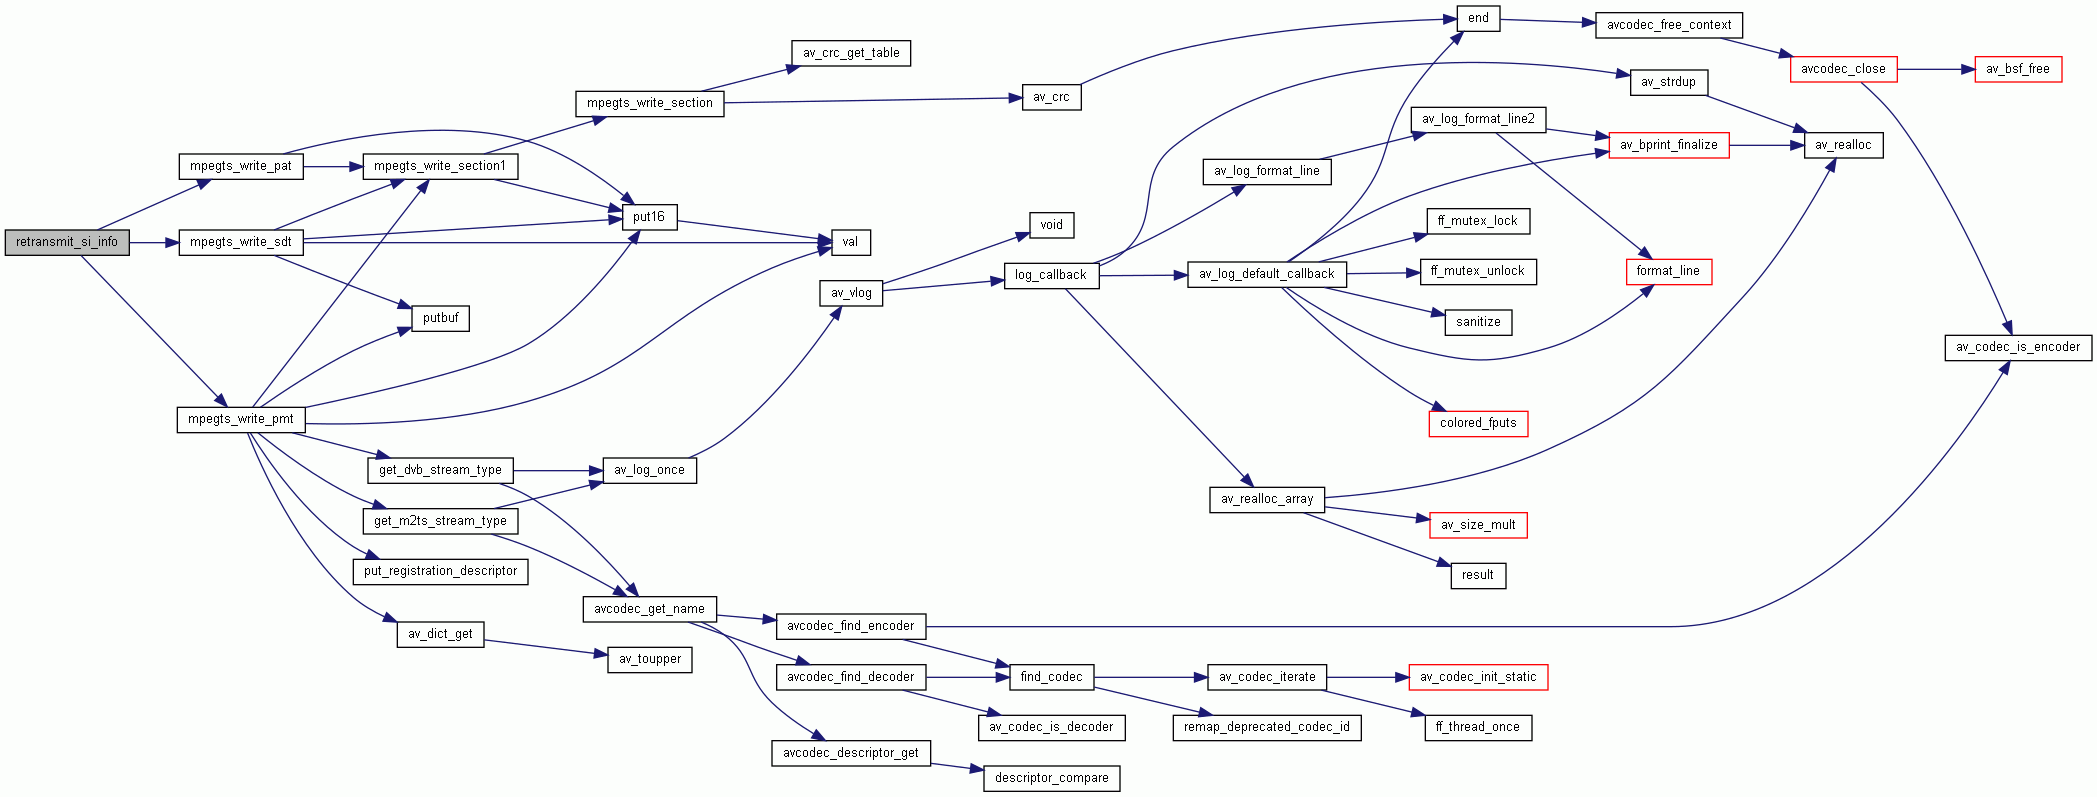 end
avcodec_free_context
av_crc_get_table
avcodec_close
av_bsf_free
av_strdup
mpegts_write_section
av_crc
av_log_format_line2
av_bprint_finalize
av_realloc
mpegts_write_pat
mpegts_write_section1
av_log_format_line
put16
void
ff_mutex_lock
retransmit_si_info
mpegts_write_sdt
val
log_callback
av_log_default_callback
ff_mutex_unlock
format_line
av_vlog
putbuf
sanitize
av_codec_is_encoder
mpegts_write_pmt
colored_fputs
get_dvb_stream_type
av_log_once
av_realloc_array
get_m2ts_stream_type
av_size_mult
put_registration_descriptor
result
avcodec_get_name
avcodec_find_encoder
av_dict_get
av_toupper
avcodec_find_decoder
find_codec
av_codec_iterate
av_codec_init_static
av_codec_is_decoder
remap_deprecated_codec_id
ff_thread_once
avcodec_descriptor_get
descriptor_compare